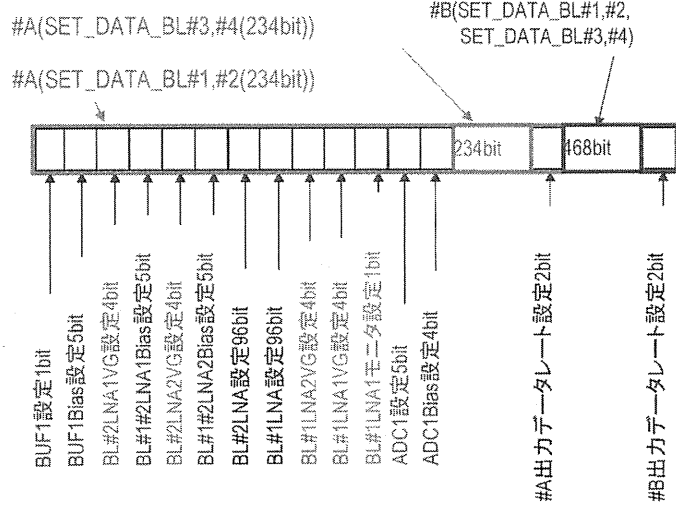 #A(SET_DATA_BL#3,#4(234bit))
#A(SET_DATA_BL#1,#2(234bit))
#B(SET_DATA_BL#1,#2,
SET_DATA_BL#3,#4)
234bit
468bit
BUF1設定1bit
BUF1Bias設定5bit
BL#2LNA1VG設定4bit
BL#1#2LNA1Bias設定5bit
BL#2LNA2VG設定4bit
BL#1#2LNA2Bias設定5bit
BL#2LNA設定96bit
BL#1LNA設定96bit
BL#1LNA2VG設定4bit
BL#1LNA1VG設定4bit
BL#1LNA1モニタ設定1bit
ADC1設定5bit
ADC1Bias設定4bit
#A出力データレート設定2bit
#B出力データレート設定2bit